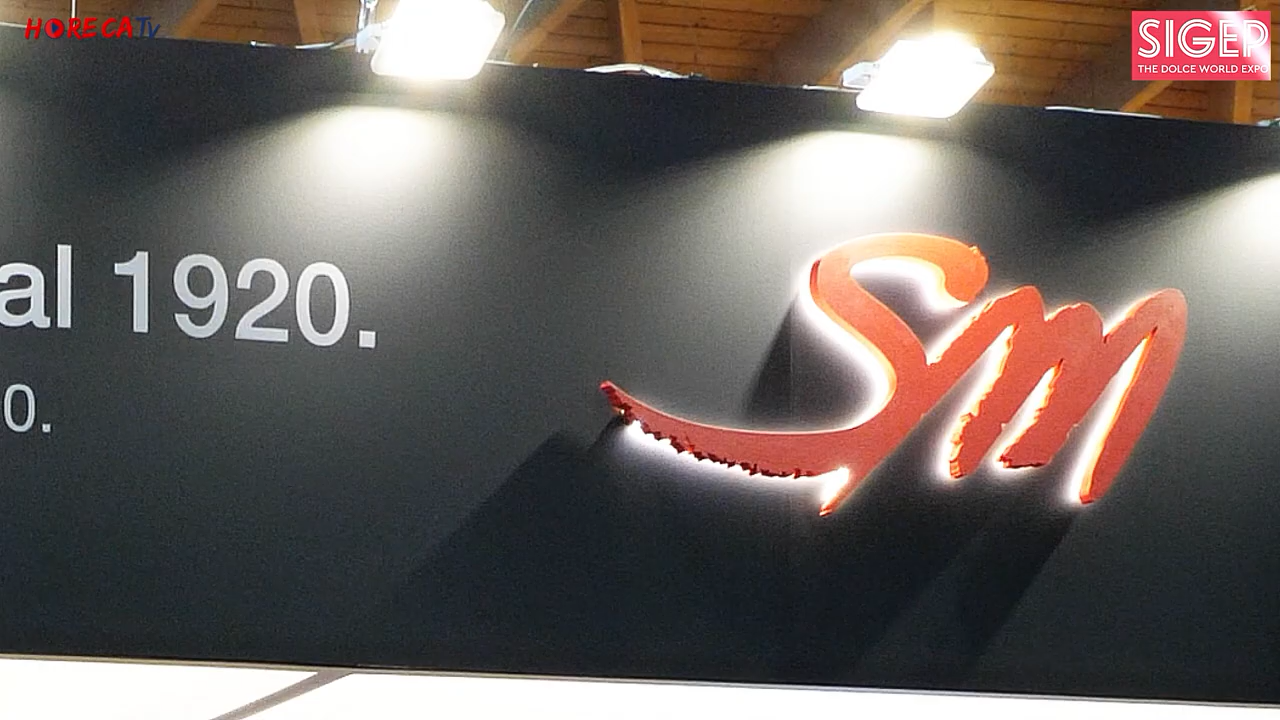 HORECATV
SIGEP
THE DOLCE WORLD EXPO
al 1920.
0.
SM